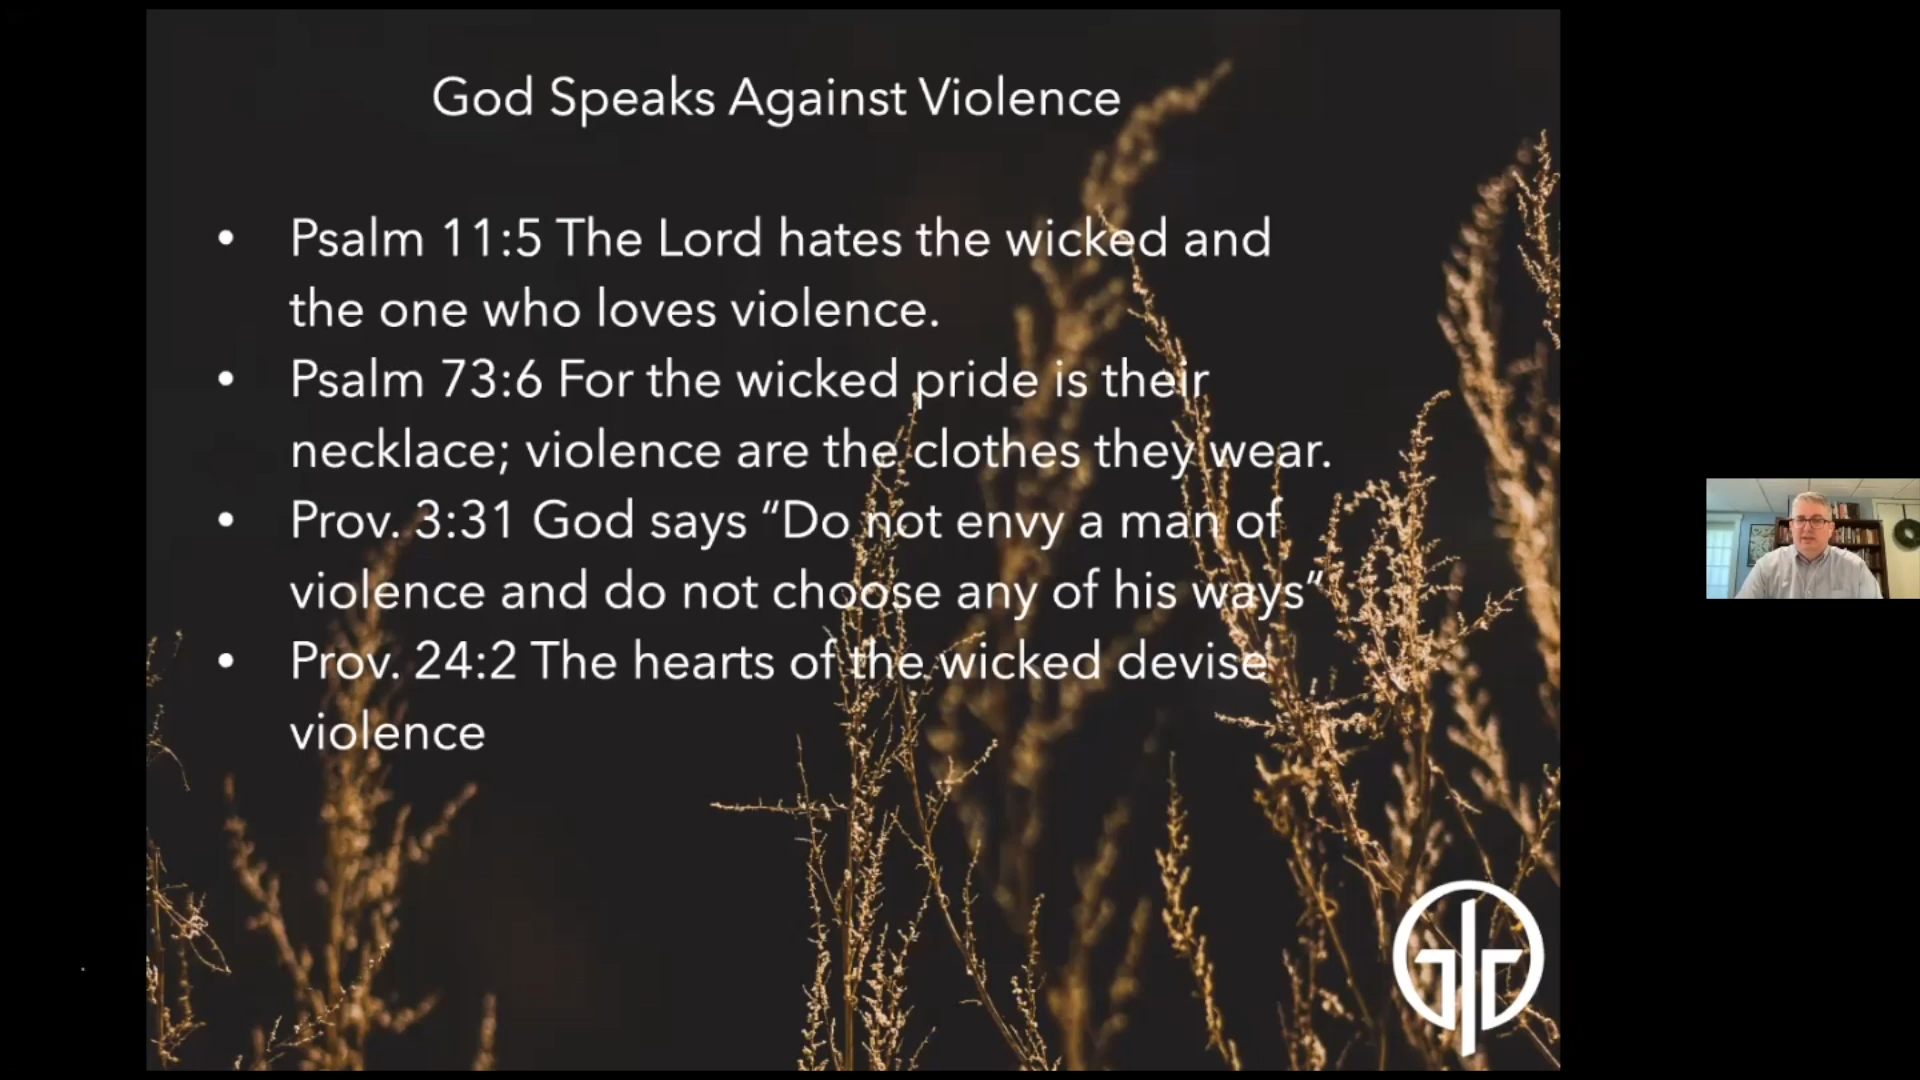 God Speaks Against Violence
• Psalm 11:5 The Lord hates the wicked and
the one who loves violence.
• Psalm 73:6 For the wicked pride is their
necklace; violence are the clothes they wear.
• Prov. 3:31 God says “Do not envy a man of
violence and do not choose any of his ways”
• Prov. 24:2 The hearts of the wicked devise
violence